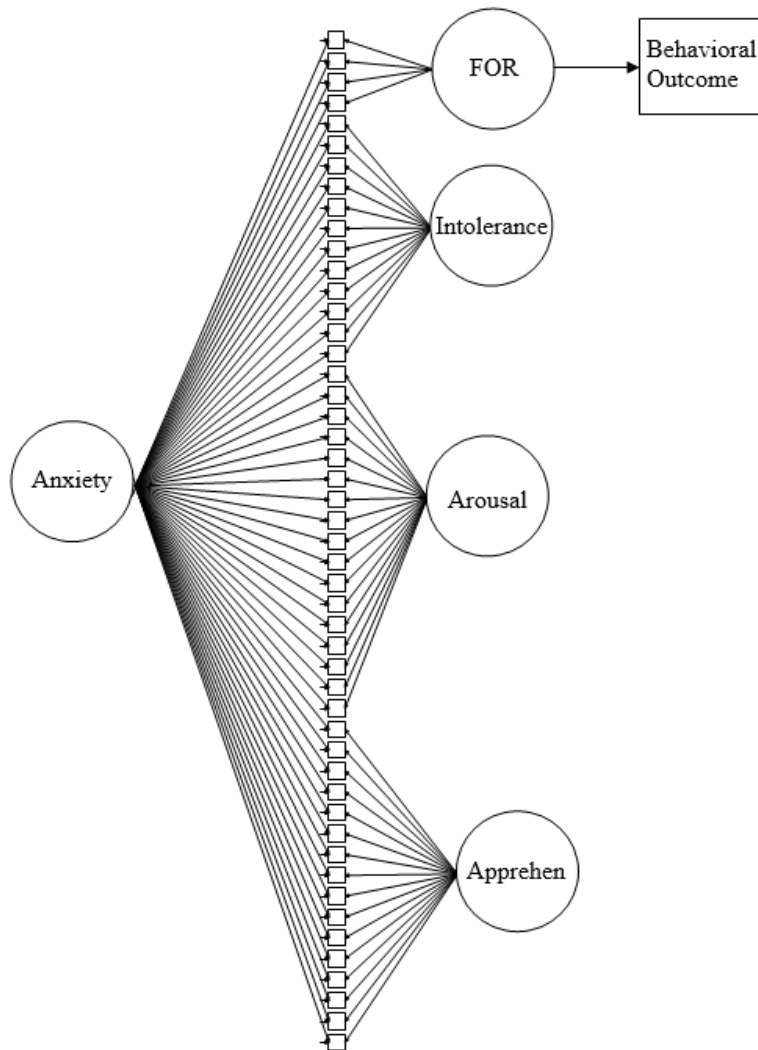 FOR
Behavioral
Outcome
Intolerance
Anxiety
Arousal
Apprehen